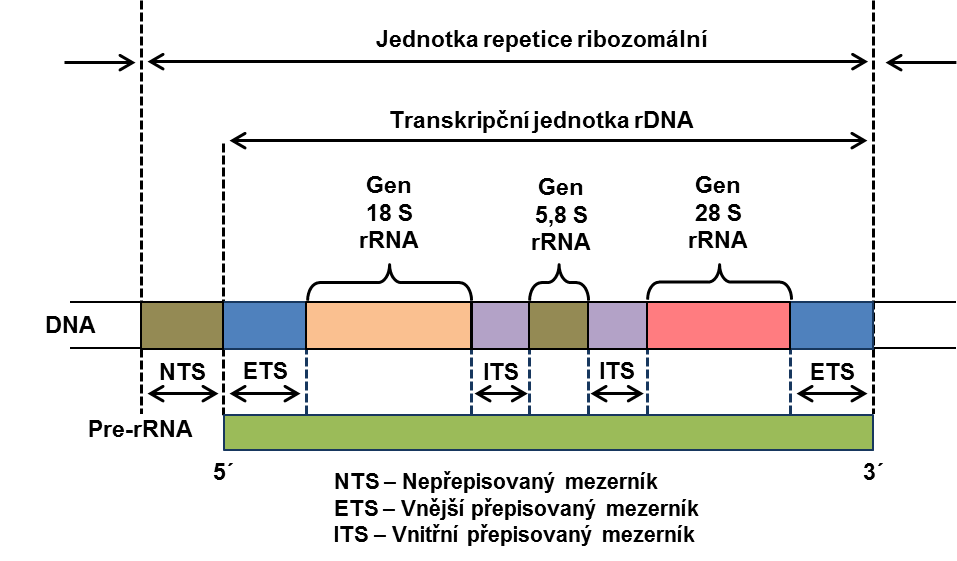 Jednotka repetice ribozomální
Transkripční jednotka rDNA
Gen
18 S
rRNA
Gen
5,8 S
rRNA
Gen
28 S
rRNA
DNA
NTS
ETS
ITS
ITS
ETS
Pre-rRNA
5´
3´
NTS – Nepřepisovaný mezerník
ETS – Vnější přepisovaný mezerník
ITS – Vnitřní přepisovaný mezerník